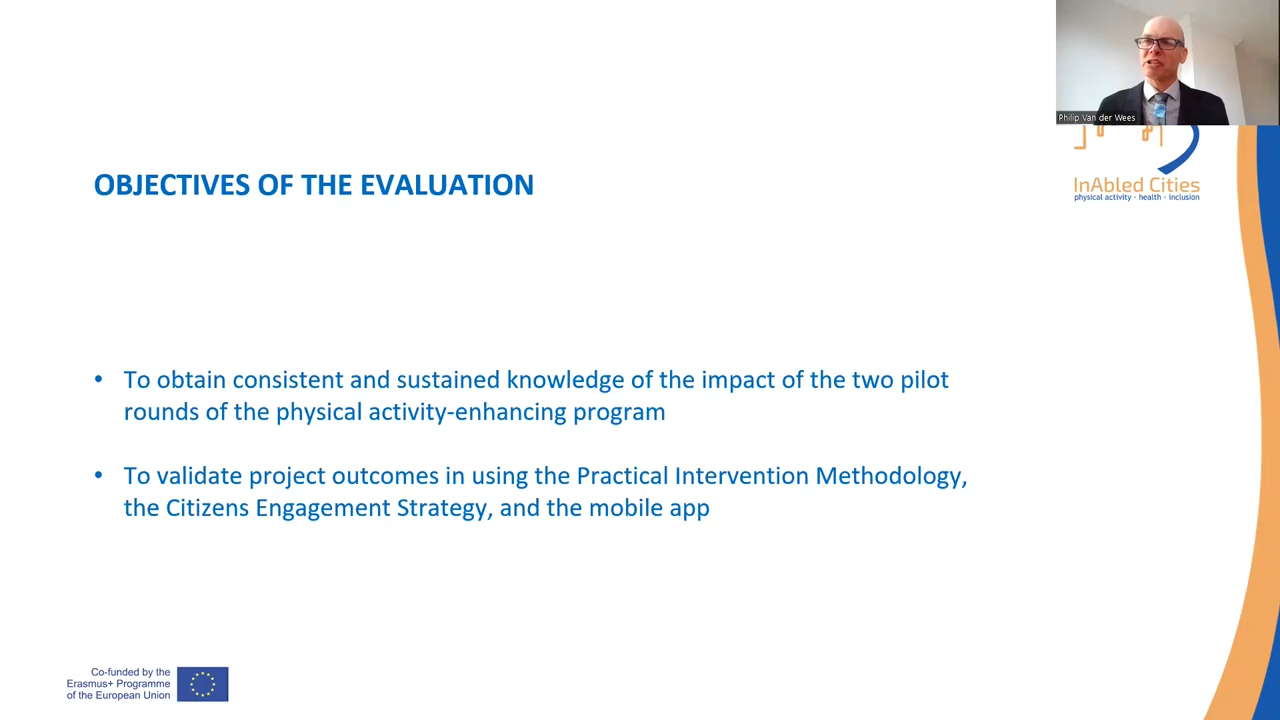 Philip Van der Wees
InAbled Cities
physical activity - health - inclusion
OBJECTIVES OF THE EVALUATION
• To obtain consistent and sustained knowledge of the impact of the two pilot
rounds of the physical activity-enhancing program
• To validate project outcomes in using the Practical Intervention Methodology,
the Citizens Engagement Strategy, and the mobile app
Co-funded by the
Erasmus+ Programme
of the European Union